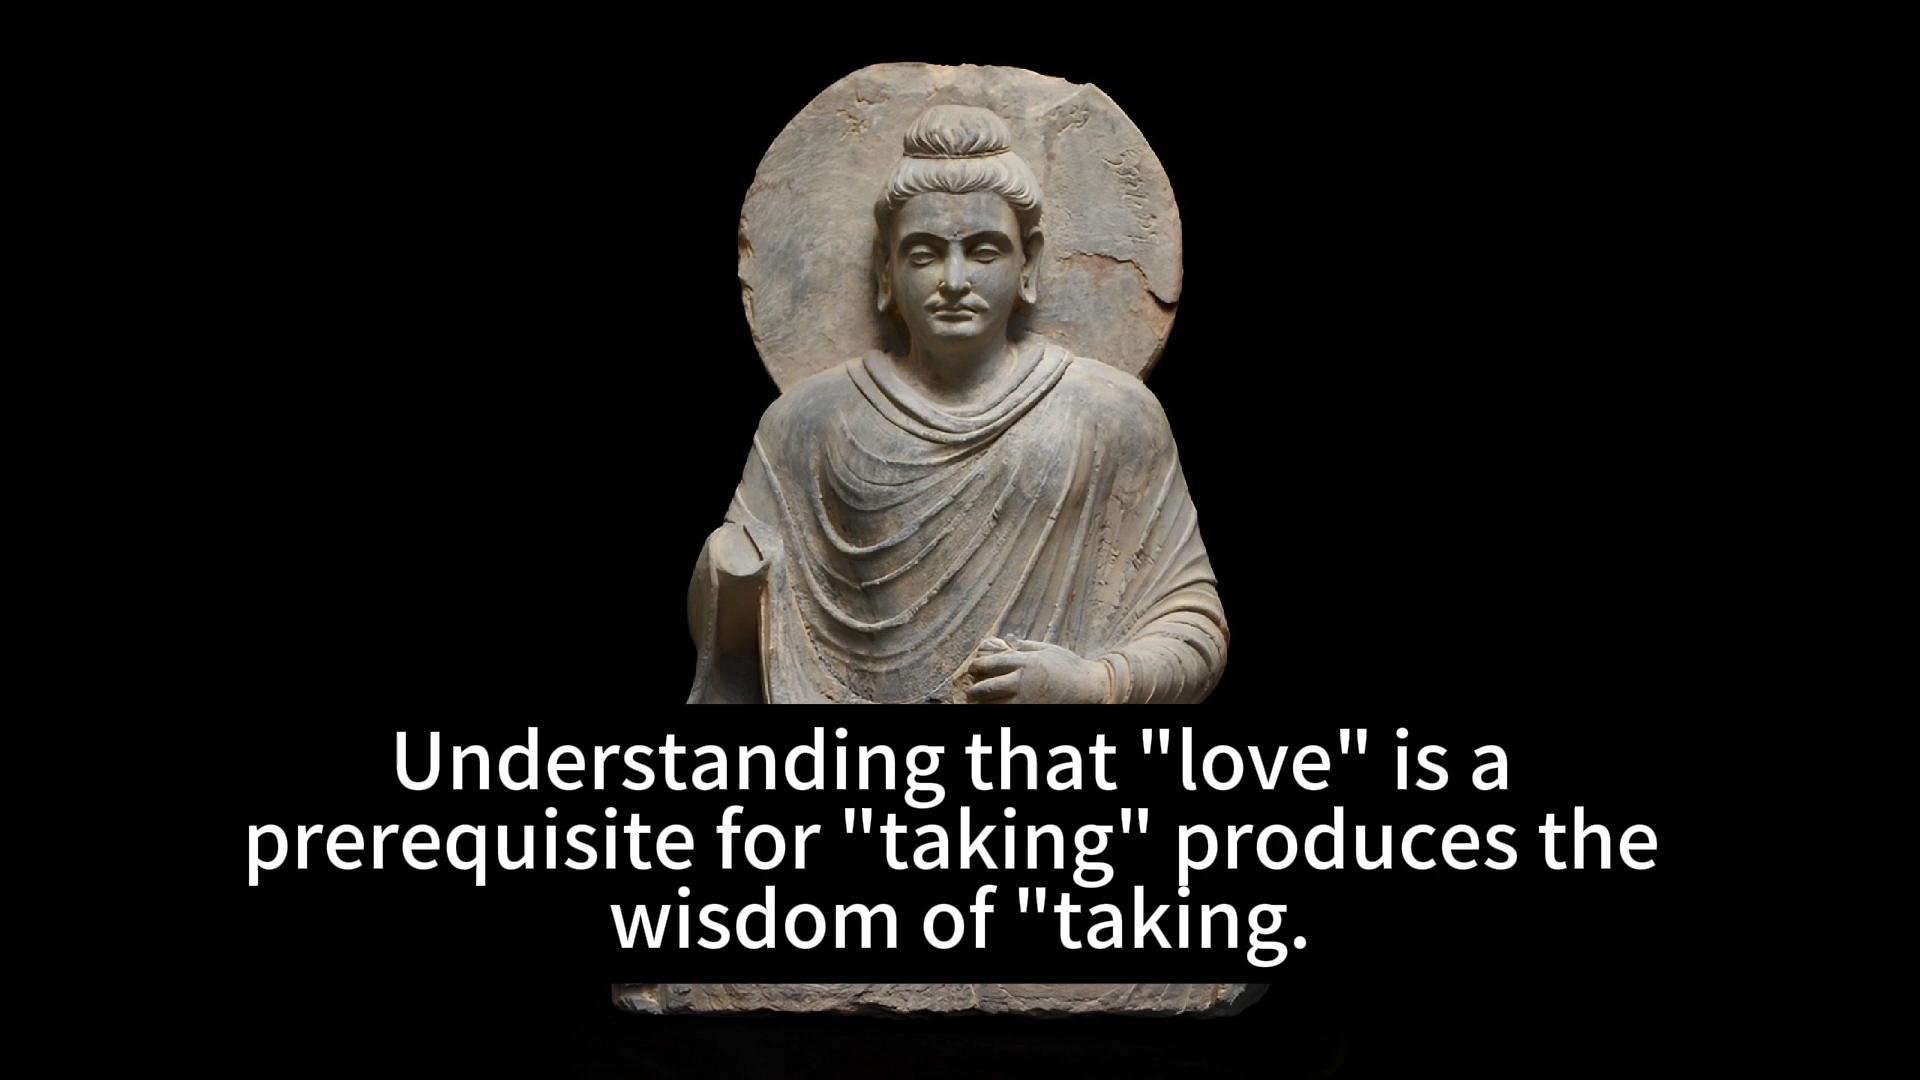 Understanding that "love" is a
prerequisite for "taking" produces the
wisdom of "taking.